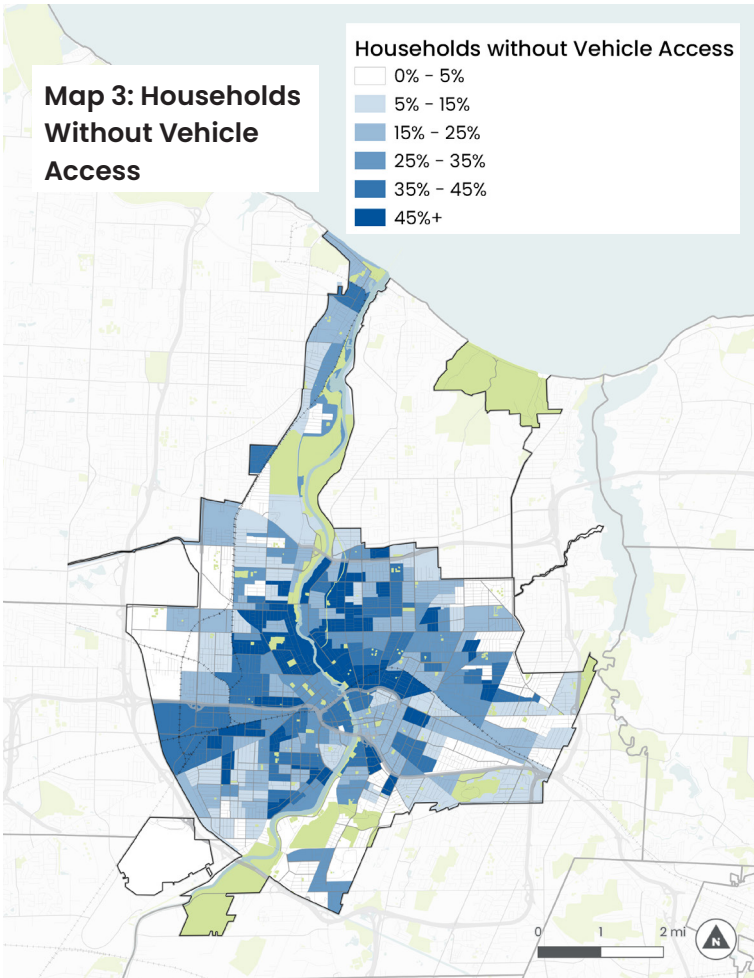 Map 3: Households
Without Vehicle
Access
Households without Vehicle Access
0% - 5%
5% - 15%
15% - 25%
25% - 35%
35% - 45%
45%+
0 1 2 mi
N